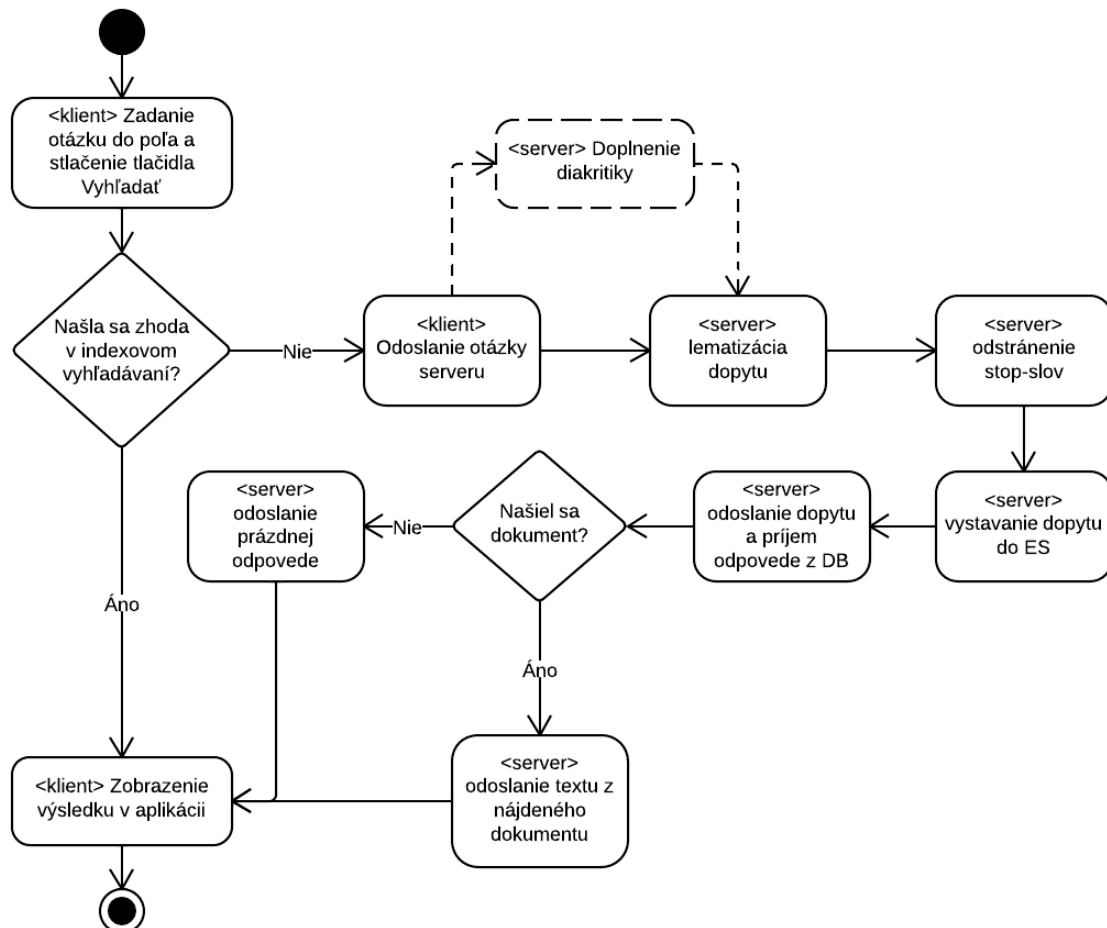 <klient> Zadanie
otázku do poľa a
stlačenie tlačidla
Vyhľadať
<server> Doplnenie
diakritiky
Našla sa zhoda
v indexovom
vyhľadávaní?
Nie
<klient>
Odoslanie otázky
serveru
<server>
lematizácia
dopytu
<server>
odstránenie
stop-slov
<server>
odoslanie
prázdnej
odpovede
Nie
Našiel sa
dokument?
<server>
odoslanie dopytu
a príjem
odpovede z DB
<server>
vystavanie dopytu
do ES
Áno
Áno
<klient> Zobrazenie
výsledku v aplikácii
<server>
odoslanie textu z
nájdeného
dokumentu